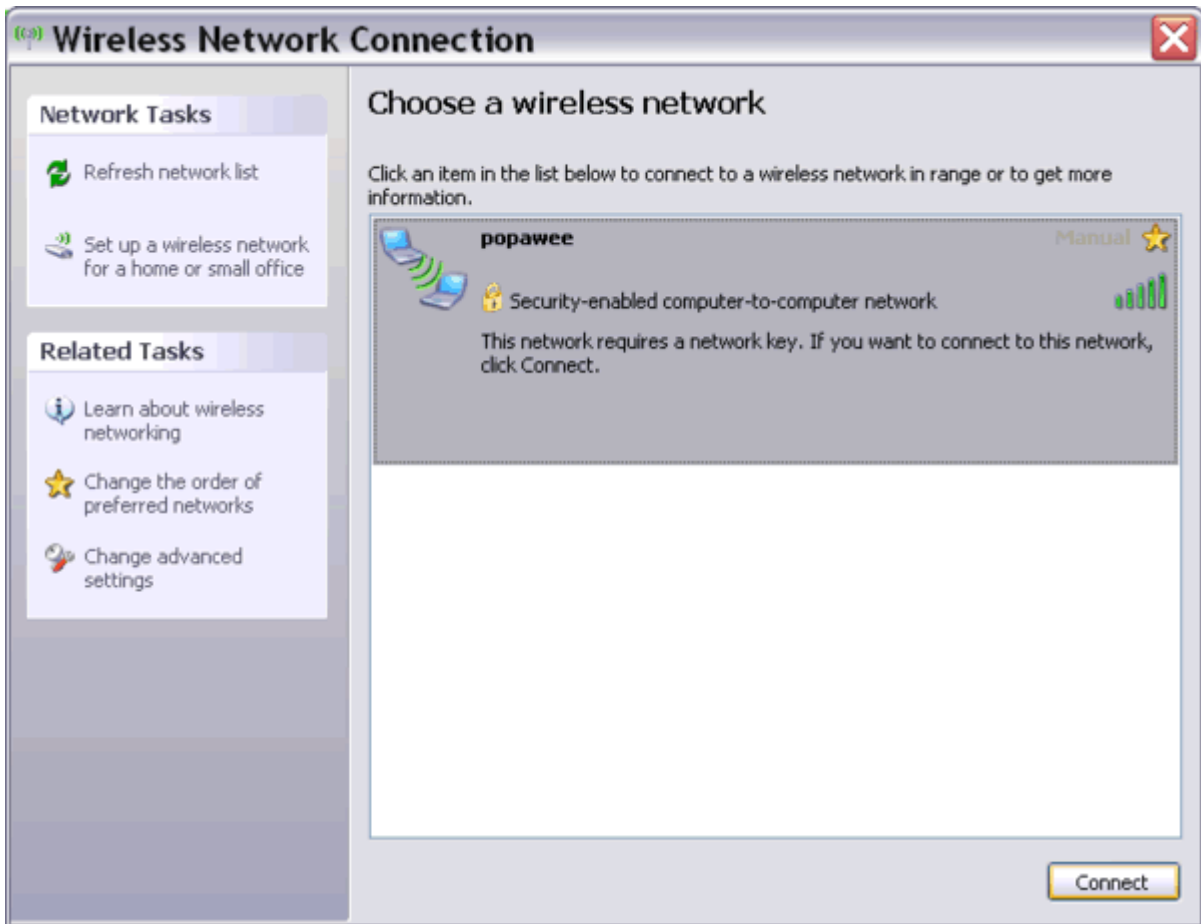 Wireless Network Connection
Network Tasks
Refresh network list
Set up a wireless network
for a home or small office
Related Tasks
Learn about wireless
networking
Change the order of
preferred networks
Change advanced
settings
Choose a wireless network
Click an item in the list below to connect to a wireless network in range or to get more
information.
popawee
Manual
Security-enabled computer-to-computer network
This network requires a network key. If you want to connect to this network,
click Connect.
Connect